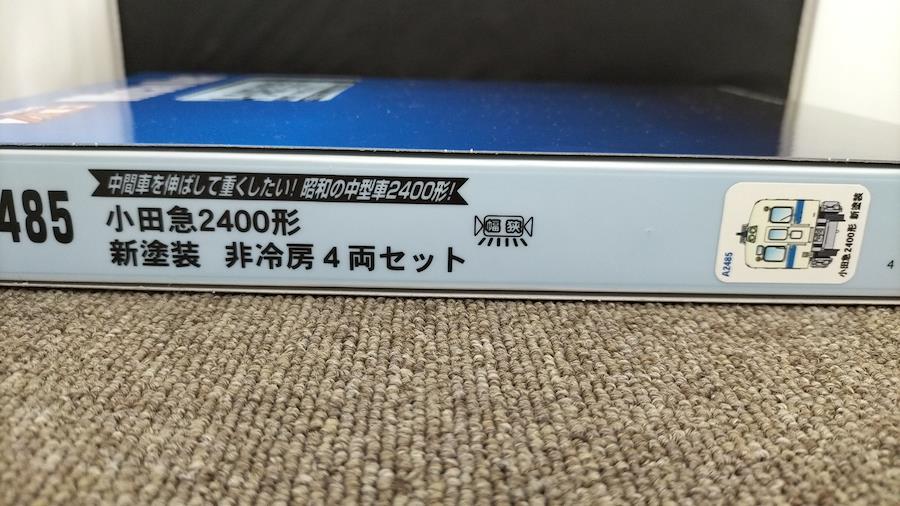 485
中間車を伸ばして重くしたい! 昭和の中型車2400形!
小田急2400形
新塗装 非冷房4両セット
幅 狭
A2485
小田急2400形 新塗装
4